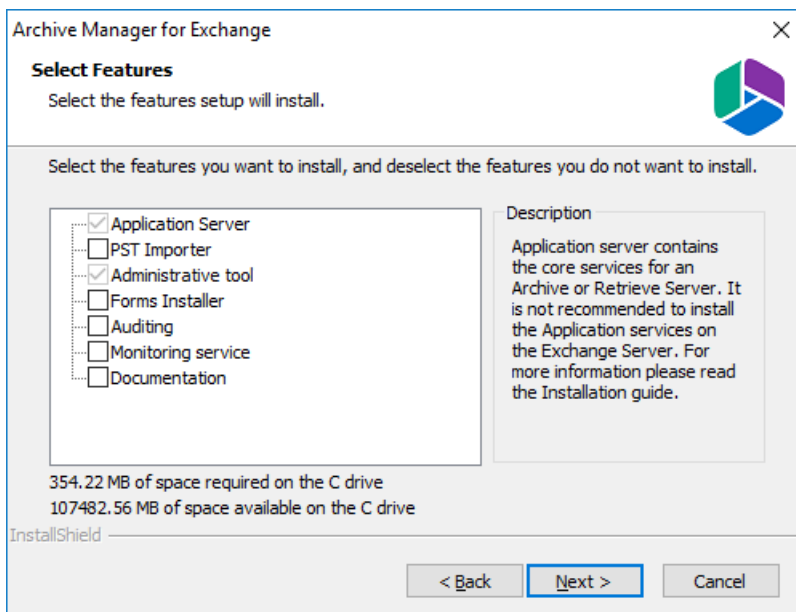 Archive Manager for Exchange
Select Features
Select the features setup will install.
Select the features you want to install, and deselect the features you do not want to install.
Application Server
PST Importer
Administrative tool
Forms Installer
Auditing
Monitoring service
Documentation
Description
Application server contains
the core services for an
Archive or Retrieve Server. It
is not recommended to install
the Application services on
the Exchange Server. For
more information please read
the Installation guide.
354.22 MB of space required on the C drive
107482.56 MB of space available on the C drive
InstallShield
< Back
Next >
Cancel